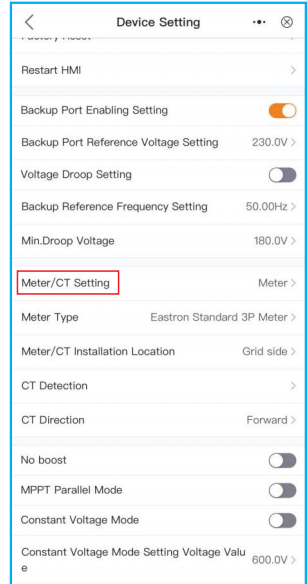 Device Setting
Restart HMI
Backup Port Enabling Setting
Backup Port Reference Voltage Setting 230.0V >
Voltage Droop Setting
Backup Reference Frequency Setting 50.00Hz >
Min.Droop Voltage 180.0V >
Meter/CT Setting Meter >
Meter Type Eastron Standard 3P Meter >
Meter/CT Installation Location Grid side >
CT Detection >
CT Direction Forward >
No boost
MPPT Parallel Mode
Constant Voltage Mode
Constant Voltage Mode Setting Voltage Valu
e 600.0V >